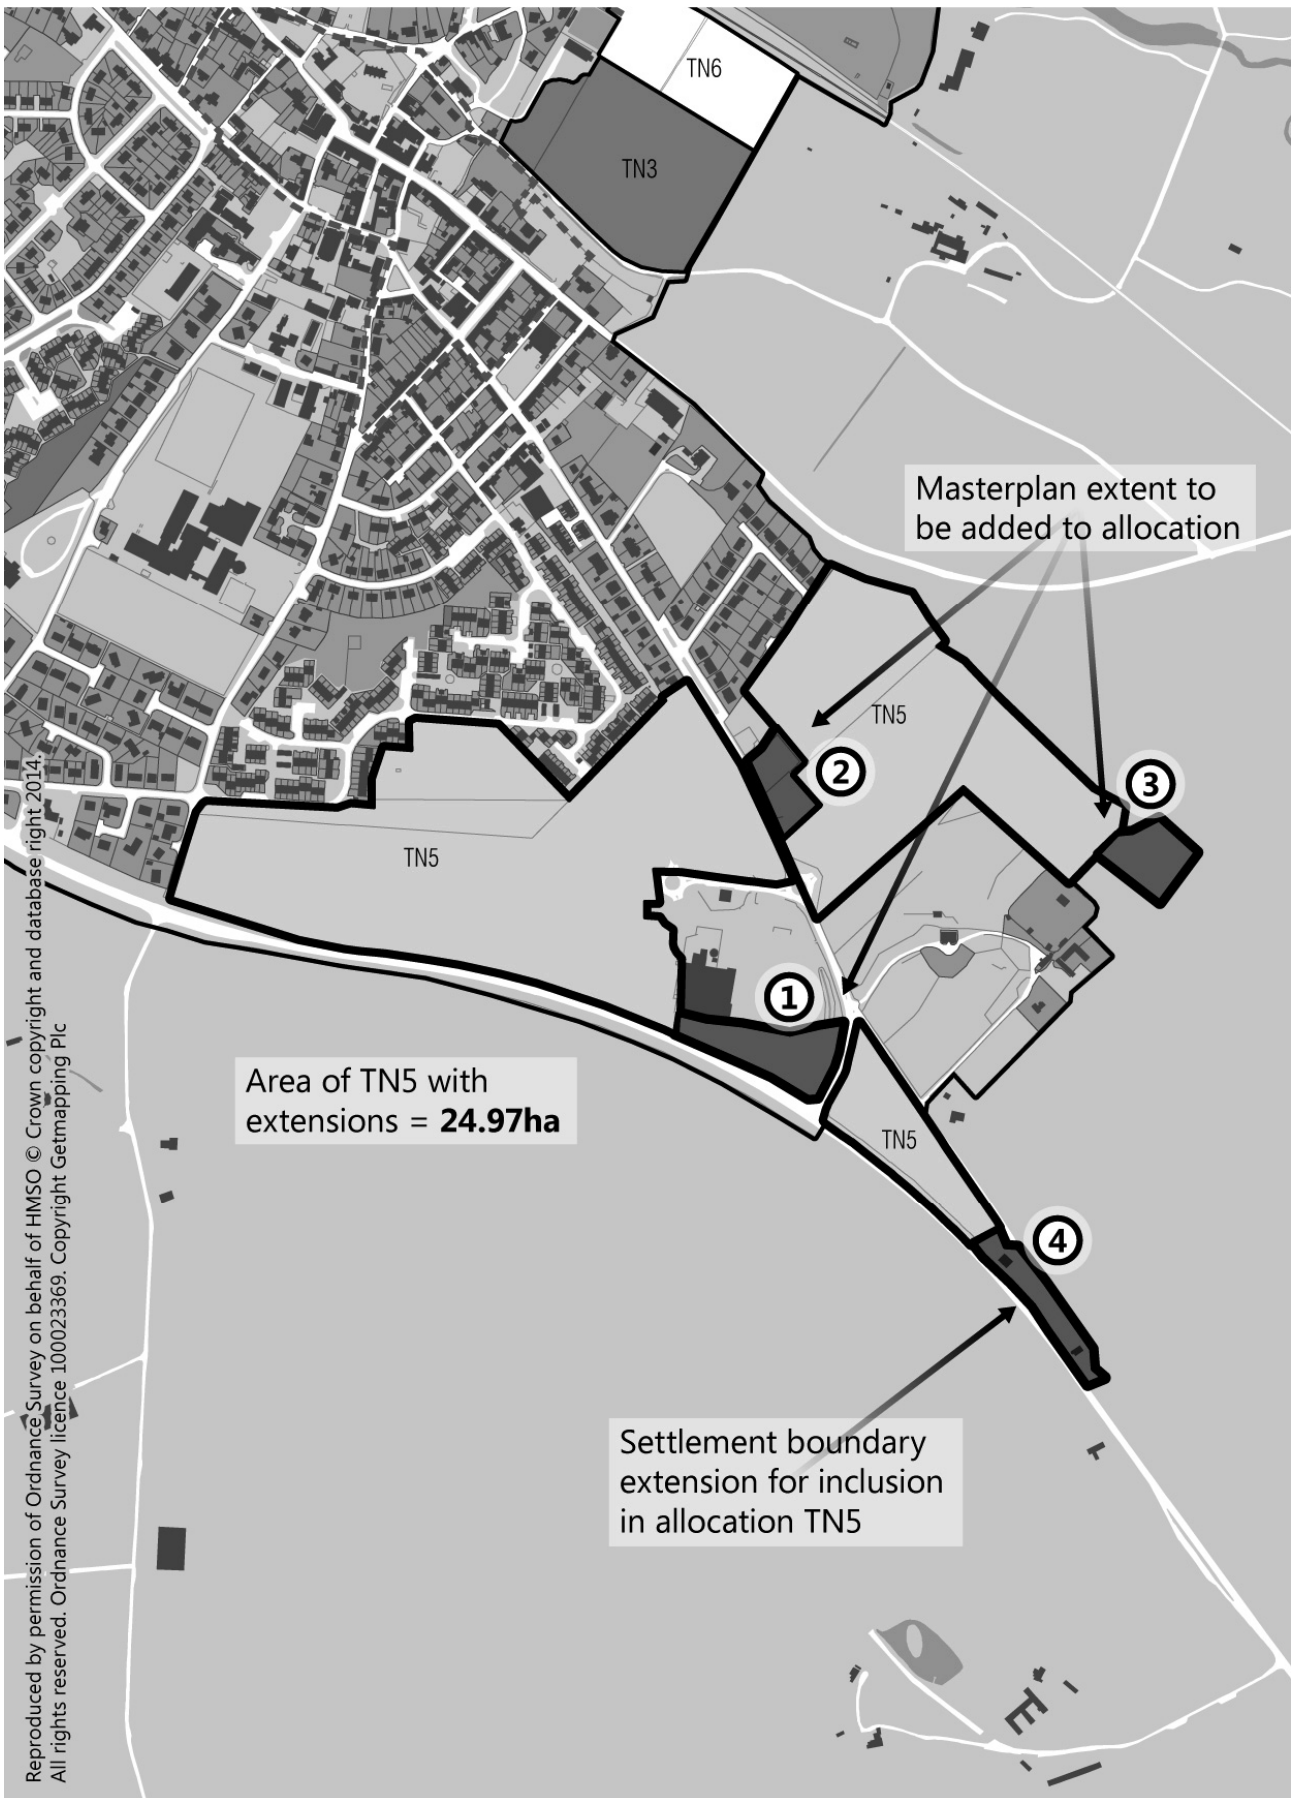 TN6
TN3
Masterplan extent to
be added to allocation
TN5
2
3
TN5
1
Area of TN5 with
extensions = 24.97ha
TN5
4
Settlement boundary
extension for inclusion
in allocation TN5
Reproduced by permission of Ordnance Survey on behalf of HMSO © Crown copyright and database right 2014.
All rights reserved. Ordnance Survey licence 100023369. Copyright Getmapping Plc